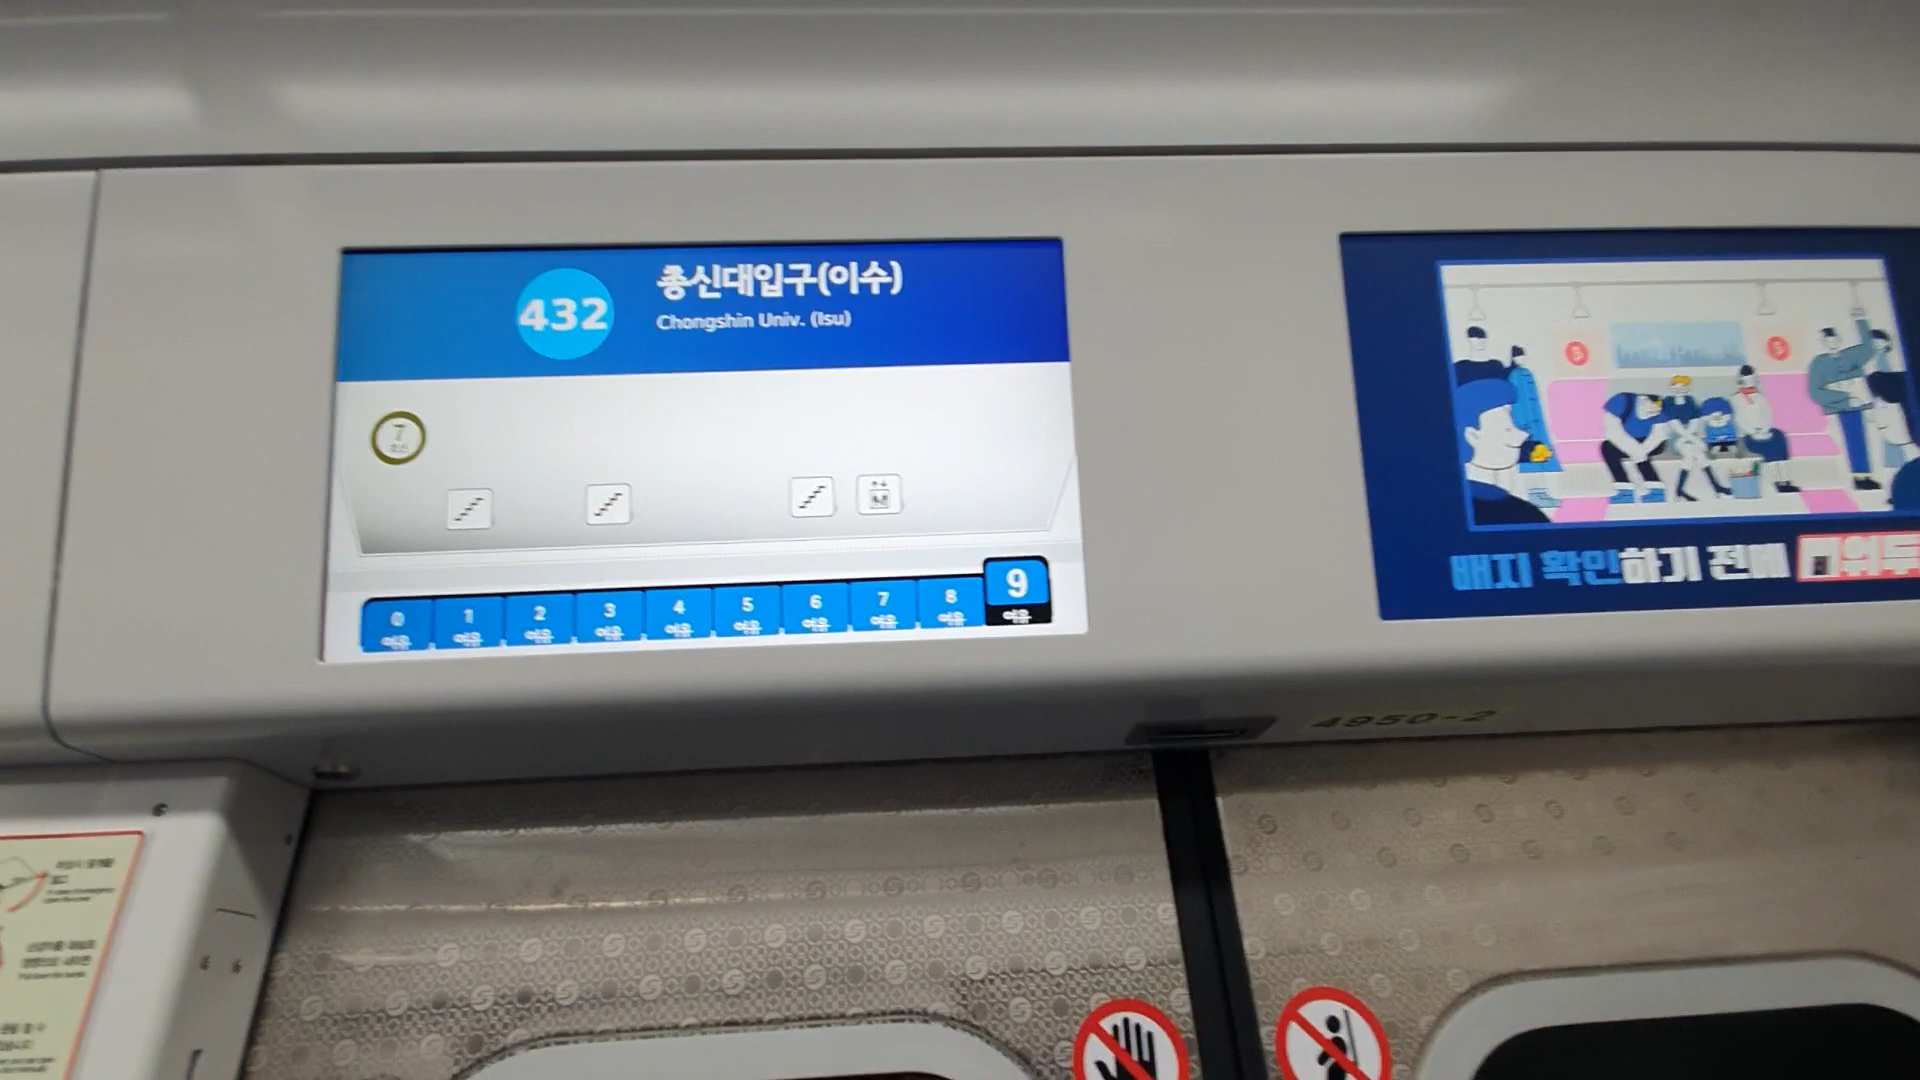 432
총신대입구(이수)
Chongshin Univ. (Isu)
7
0 1 2 3 4 5 6 7 8 9
여유 여유 여유 여유 여유 여유 여유 여유 여유
배지 확인하기 전에
4950-2